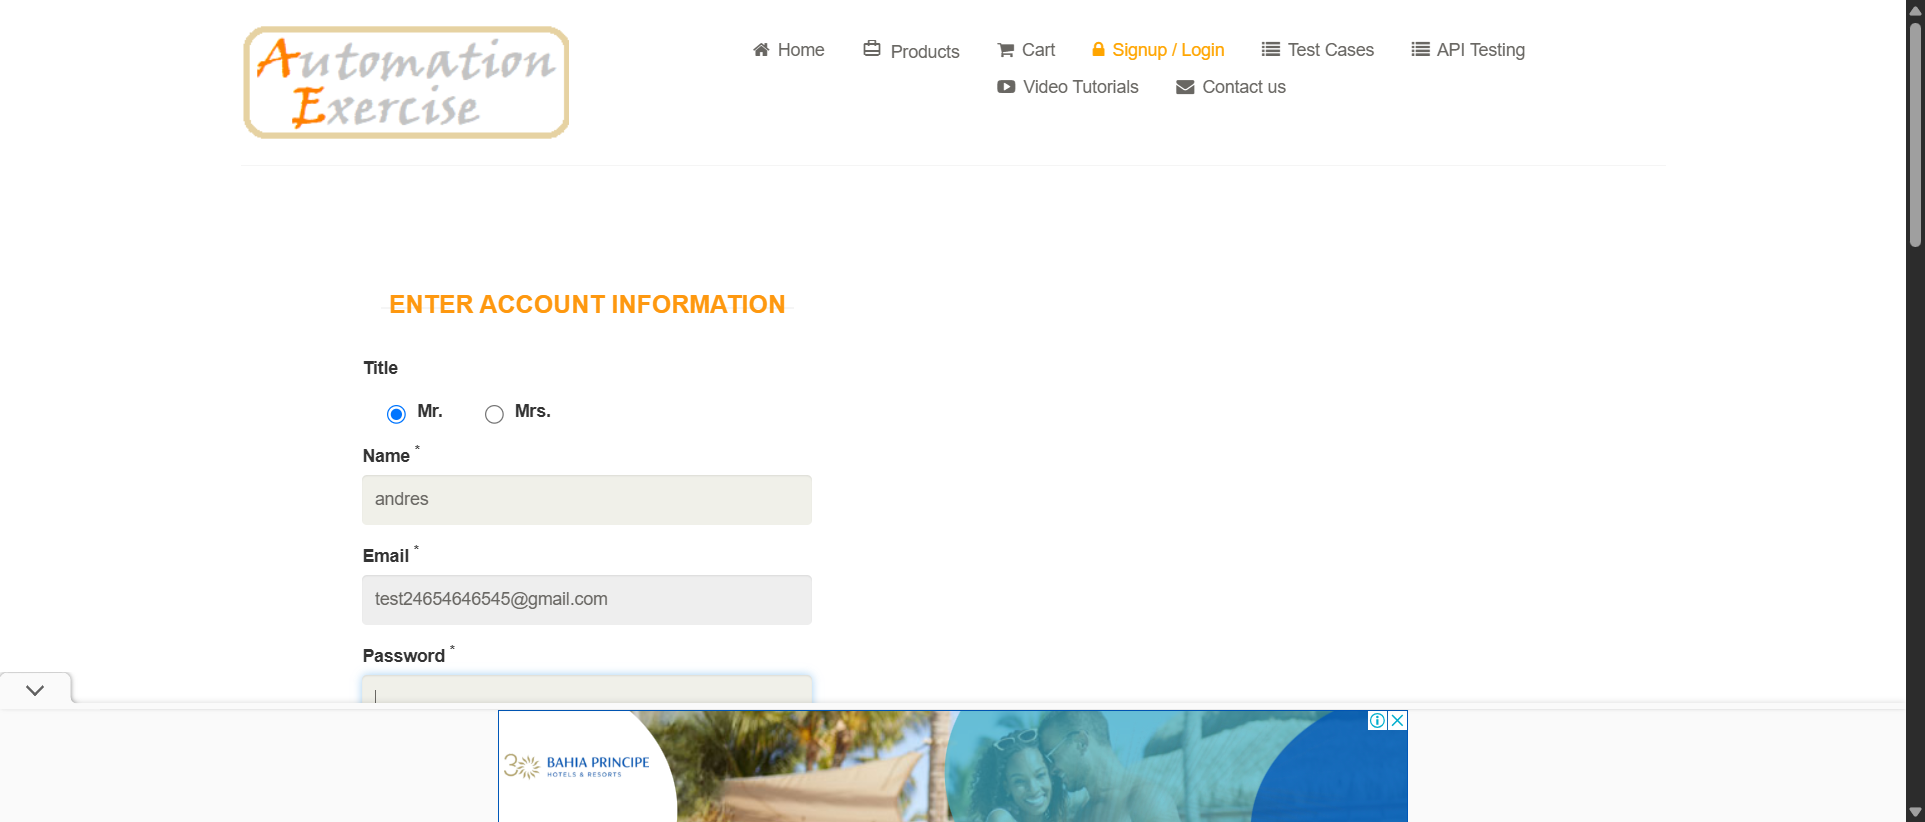 Automation
Exercise
Home
Products
Cart
Signup / Login
Test Cases
API Testing
Video Tutorials
Contact us
ENTER ACCOUNT INFORMATION
Title
Mr.
Mrs.
Name *
andres
Email *
test24654646545@gmail.com
Password *
30 BAHIA PRINCIPE
HOTELS & RESORTS